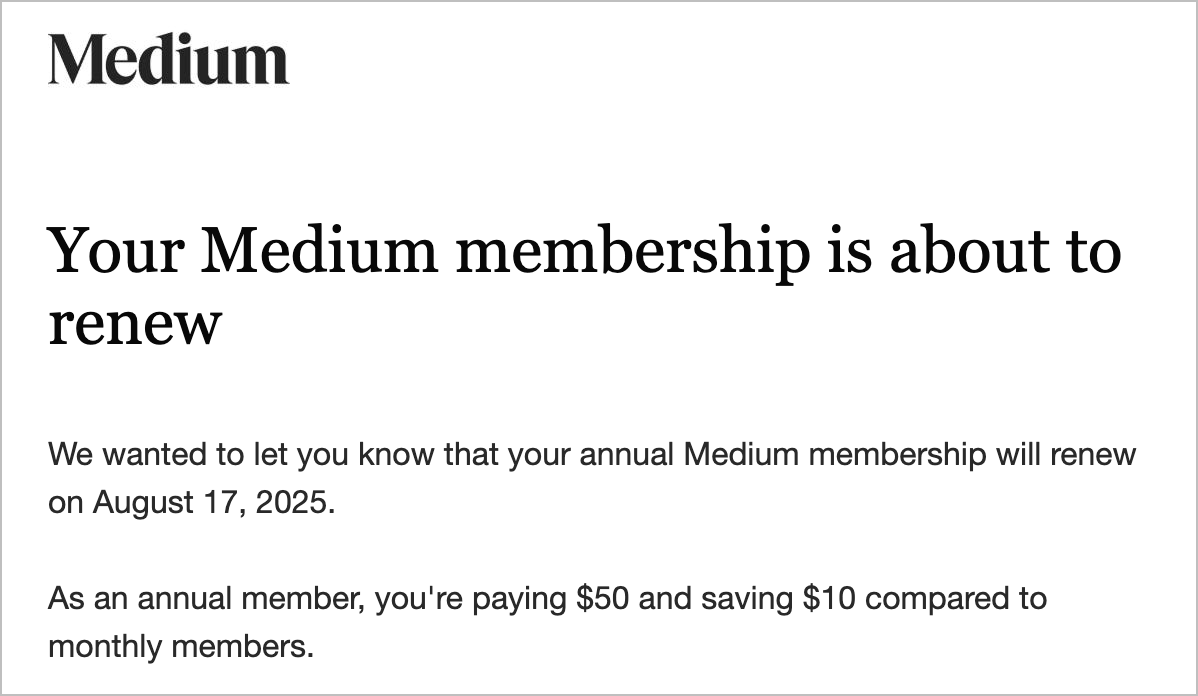 Medium
Your Medium membership is about to
renew
We wanted to let you know that your annual Medium membership will renew
on August 17, 2025.
As an annual member, you're paying $50 and saving $10 compared to
monthly members.